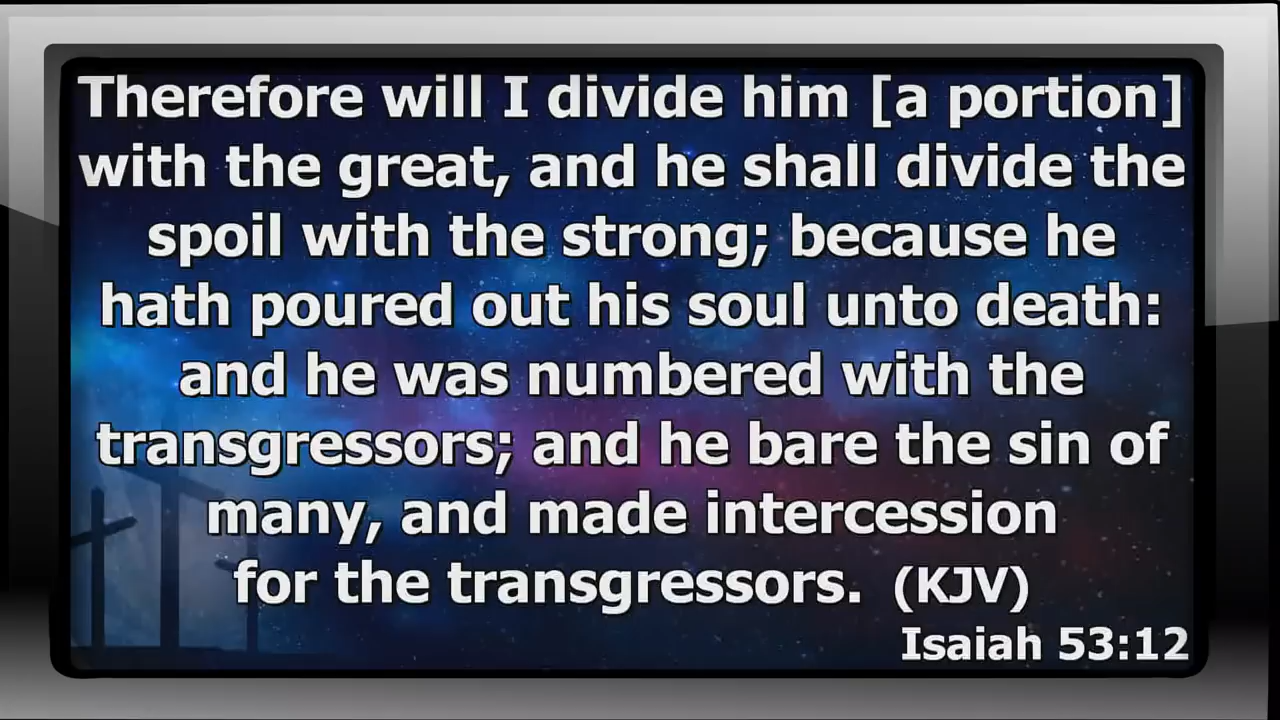 Therefore will I divide him [a portion]
with the great, and he shall divide the
spoil with the strong; because he
hath poured out his soul unto death:
and he was numbered with the
transgressors; and he bare the sin of
many, and made intercession
for the transgressors. (KJV)
Isaiah 53:12